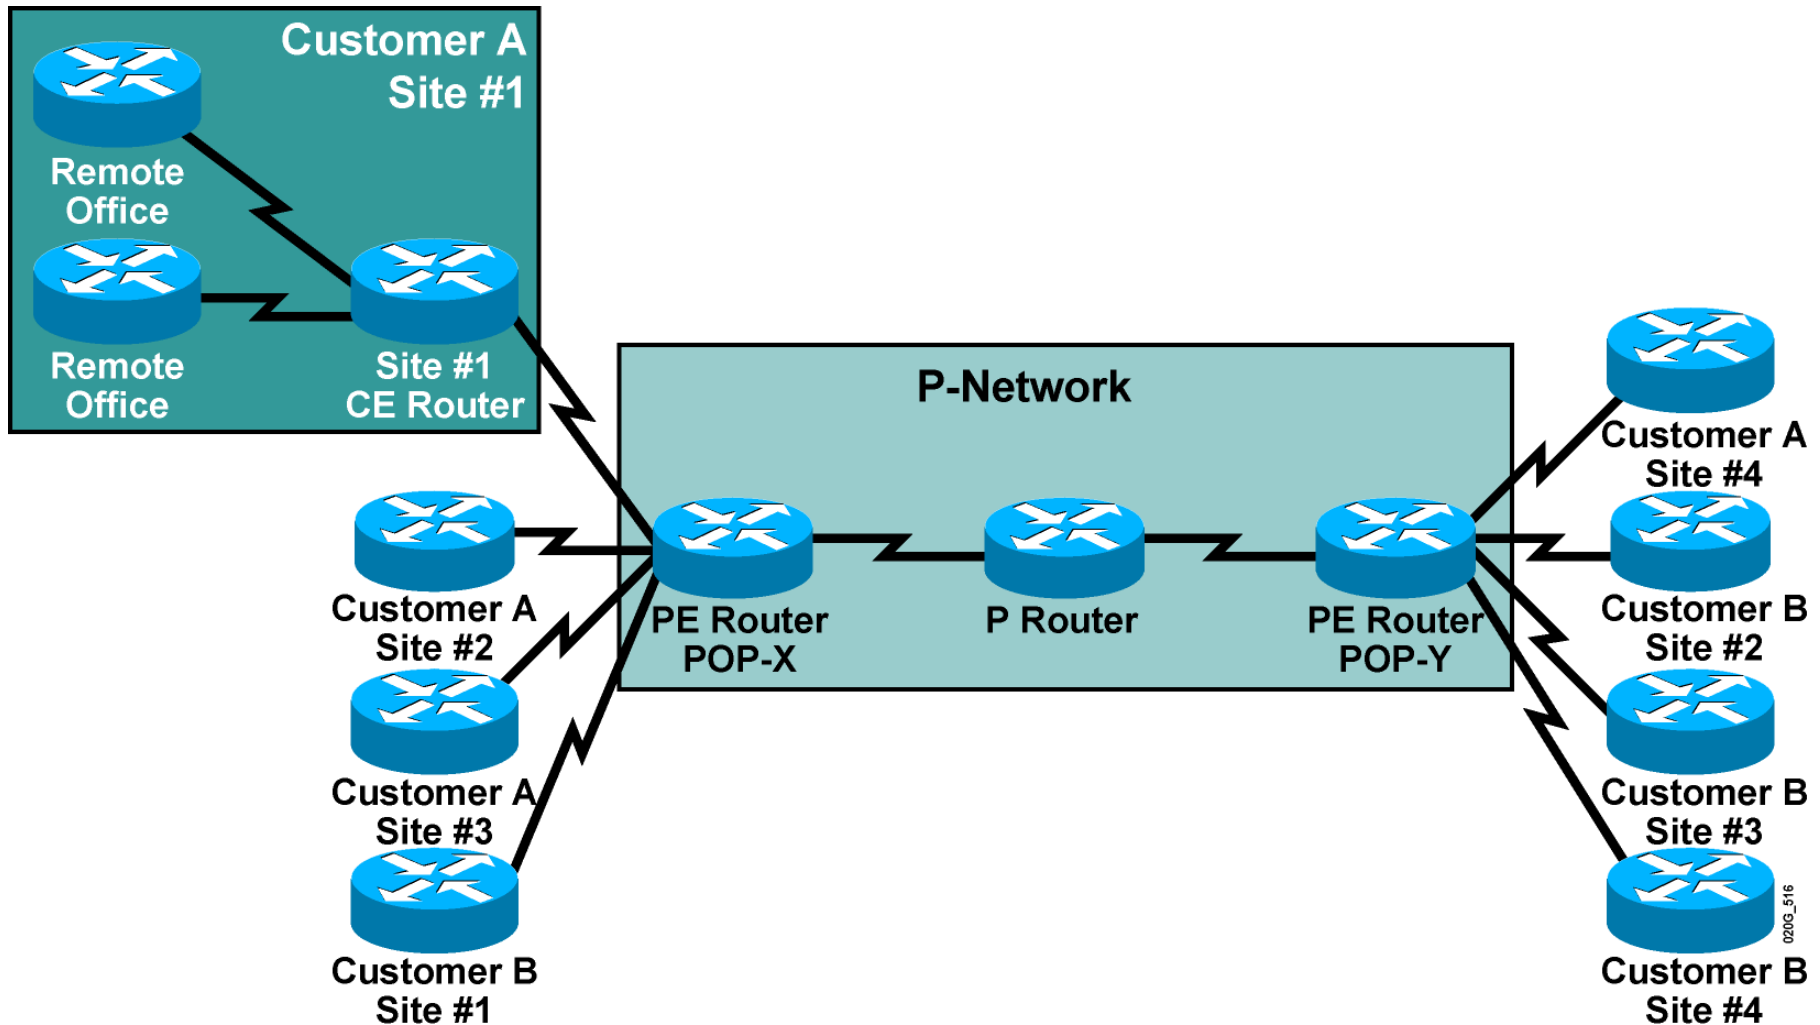 Customer A
Site #1
Remote
Office
Remote
Office
Site #1
CE Router
P-Network
PE Router
POP-X
P Router
PE Router
POP-Y
Customer A
Site #2
Customer A
Site #3
Customer B
Site #1
Customer A
Site #4
Customer B
Site #2
Customer B
Site #3
Customer B
Site #4
020G_516